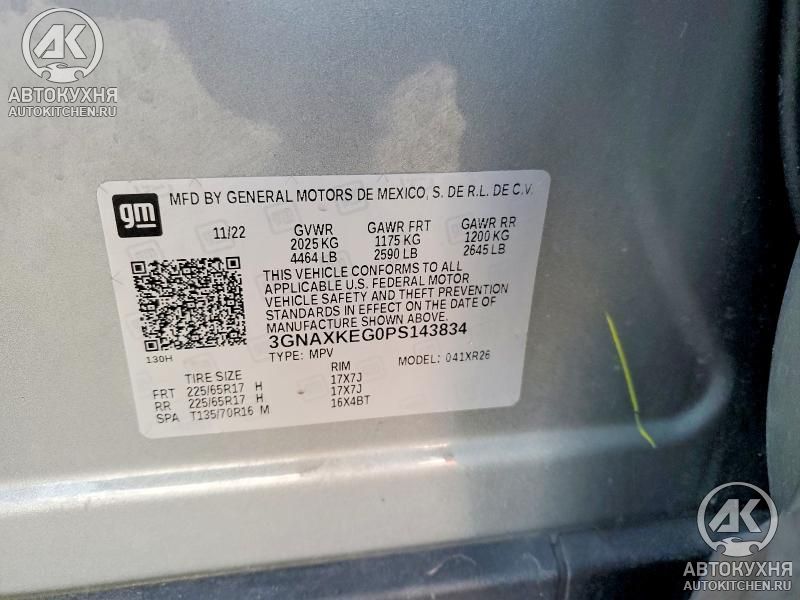 AK
АВТОКУХНЯ
AUTOKITCHEN.RU
gm
MFD BY GENERAL MOTORS DE MEXICO, S. DE R.L. DE C.V.
11/22 GVWR GAWR FRT GAWR RR
2025 KG 1175 KG 1200 KG
4464 LB 2590 LB 2645 LB
THIS VEHICLE CONFORMS TO ALL
APPLICABLE U.S. FEDERAL MOTOR
VEHICLE SAFETY AND THEFT PREVENTION
STANDARDS IN EFFECT ON THE DATE OF
MANUFACTURE SHOWN ABOVE.
3GNAXKEG0PS143834
130H
TYPE: MPV MODEL: 041XR26
TIRE SIZE RIM
FRT 225/65R17 H 17X7J
RR 225/65R17 H 17X7J
SPA T135/70R16 M 16X4BT
AK
АВТОКУХНЯ
AUTOKITCHEN.RU